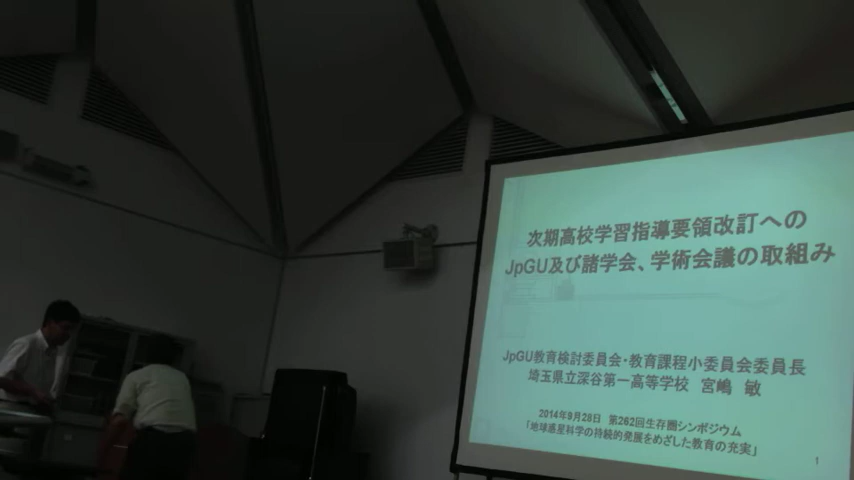 次期高校学習指導要領改訂への
JpGU及び諸学会、学術会議の取組み
JpGU教育検討委員会・教育課程小委員会委員長
埼玉県立深谷第一高等学校 宮嶋 敏
2014年9月28日 第262回生存圏シンポジウム
「地球惑星科学の持続的発展をめざした教育の充実」
1